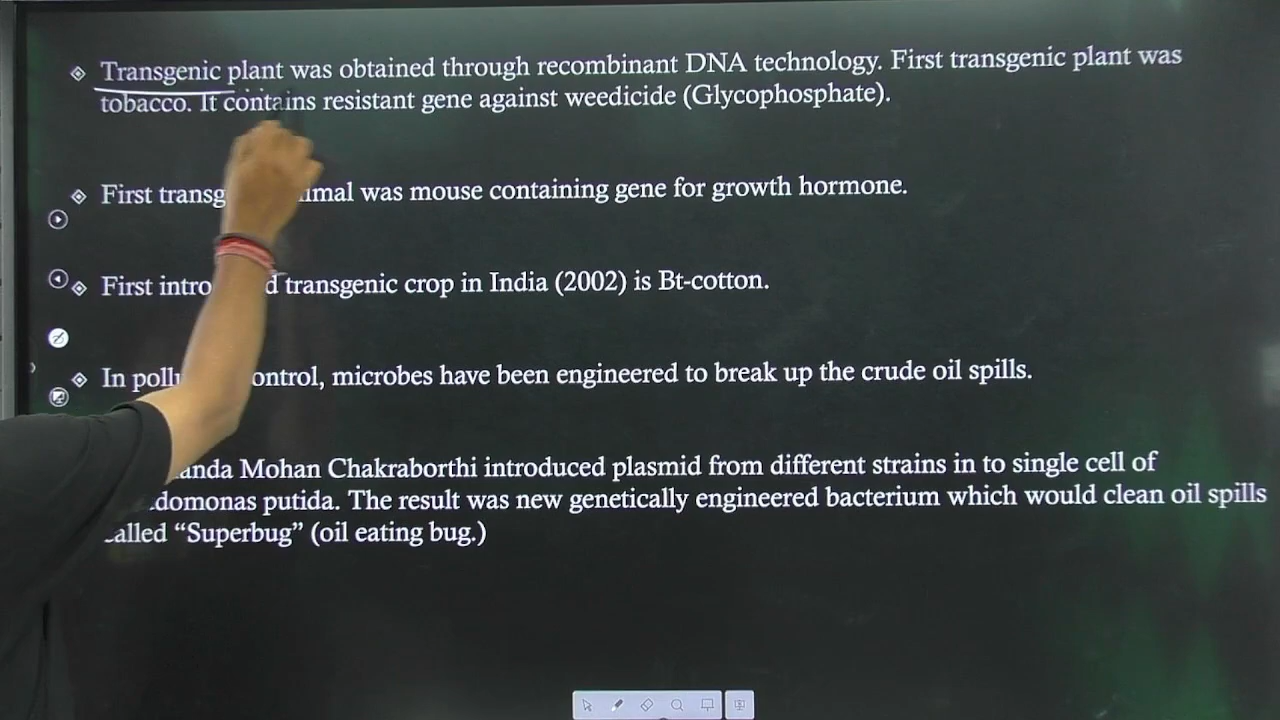 Transgenic plant was obtained through recombinant DNA technology. First transgenic plant was
tobacco. It contains resistant gene against weedicide (Glycophosphate).
First transg imal was mouse containing gene for growth hormone.
First intro d transgenic crop in India (2002) is Bt-cotton.
In pollu ontrol, microbes have been engineered to break up the crude oil spills.
anda Mohan Chakraborthi introduced plasmid from different strains in to single cell of
domonas putida. The result was new genetically engineered bacterium which would clean oil spills
called “Superbug” (oil eating bug.)